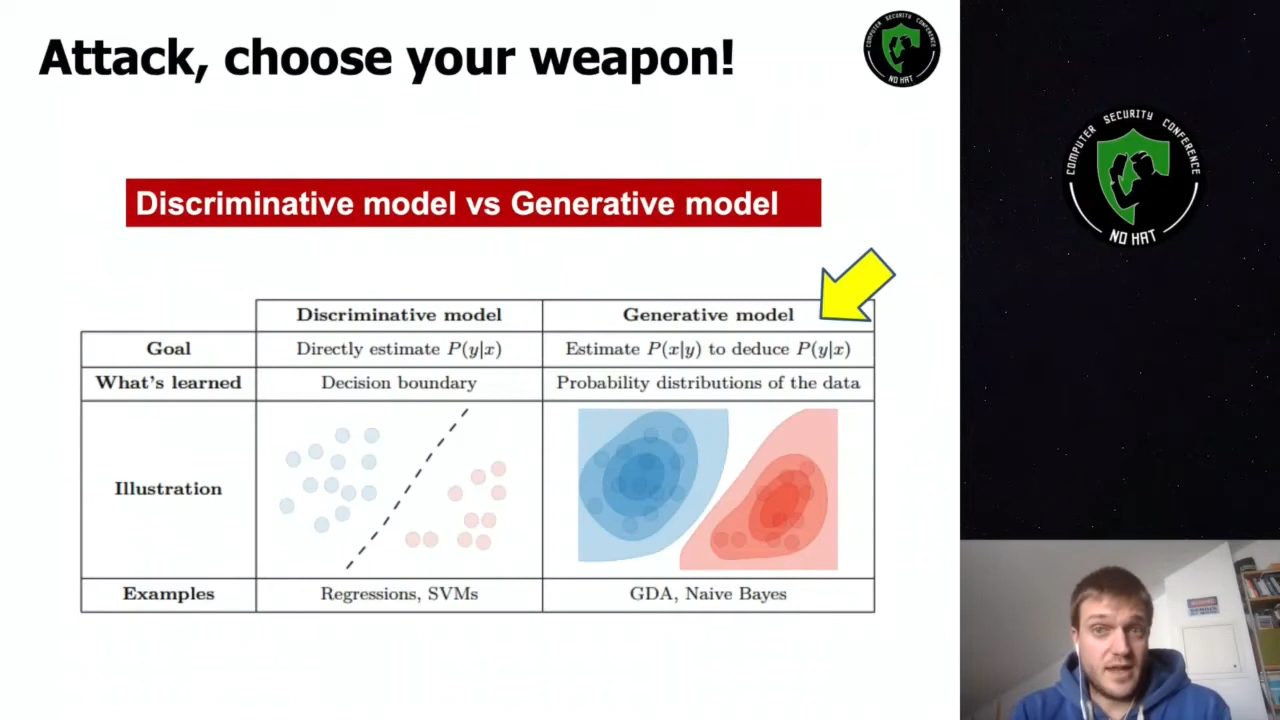 Attack, choose your weapon!
COMPUTER SECURITY CONFERENCE
NO HAT
Discriminative model vs Generative model
Discriminative model
Generative model
Goal
Directly estimate P(y|x)
Estimate P(x|y) to deduce P(y|x)
What's learned
Decision boundary
Probability distributions of the data
Illustration
Examples
Regressions, SVMs
GDA, Naive Bayes
COMPUTER SECURITY CONFERENCE
NO HAT